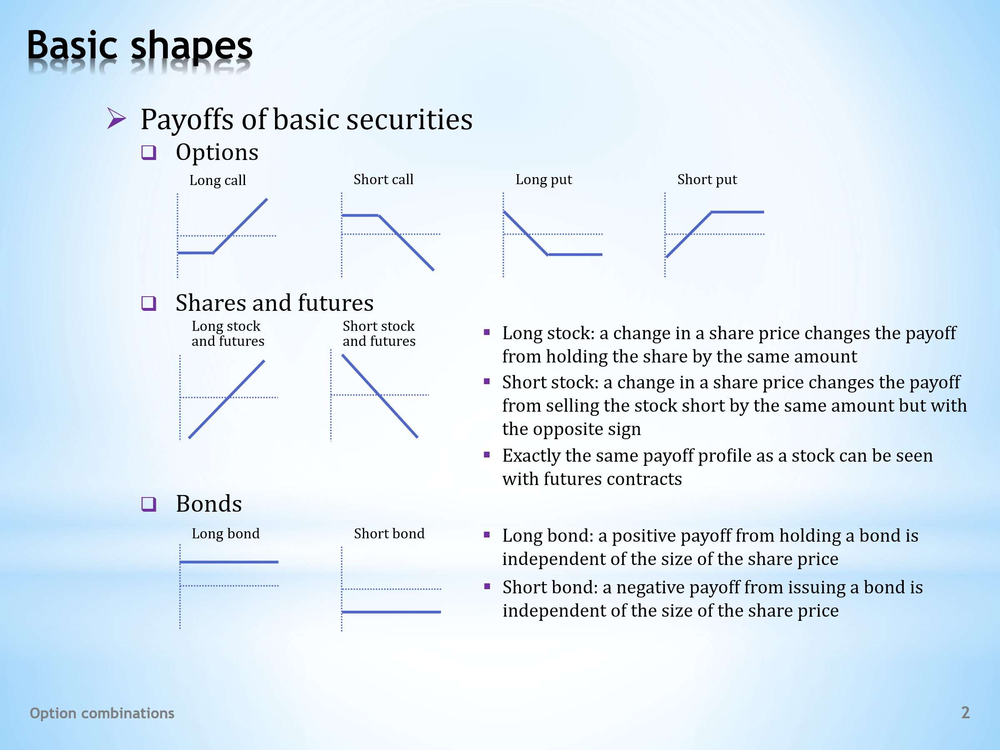 Basic shapes
Payoffs of basic securities
Options
Long call
Short call
Long put
Short put
Shares and futures
Long stock
and futures
Short stock
and futures
Long stock: a change in a share price changes the payoff
from holding the share by the same amount
Short stock: a change in a share price changes the payoff
from selling the stock short by the same amount but with
the opposite sign
Exactly the same payoff profile as a stock can be seen
with futures contracts
Bonds
Long bond
Short bond
Long bond: a positive payoff from holding a bond is
independent of the size of the share price
Short bond: a negative payoff from issuing a bond is
independent of the size of the share price
Option combinations
2